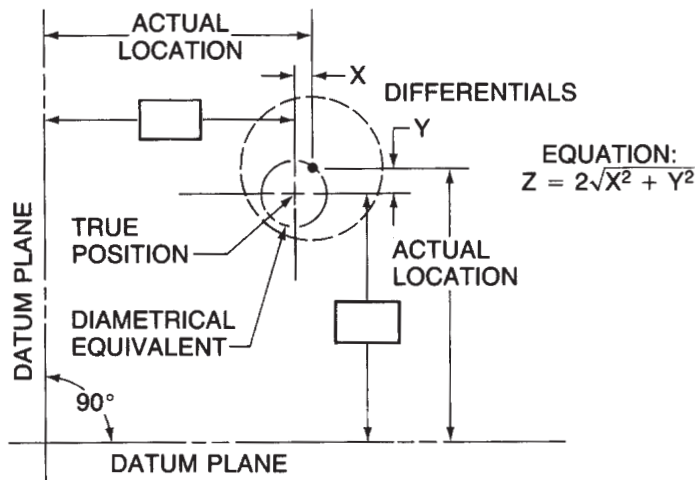 ACTUAL
LOCATION
X
DIFFERENTIALS
Y
EQUATION:
Z = 2√X² + Y²
TRUE
POSITION
ACTUAL
LOCATION
DIAMETRICAL
EQUIVALENT
DATUM PLANE
90°
DATUM PLANE